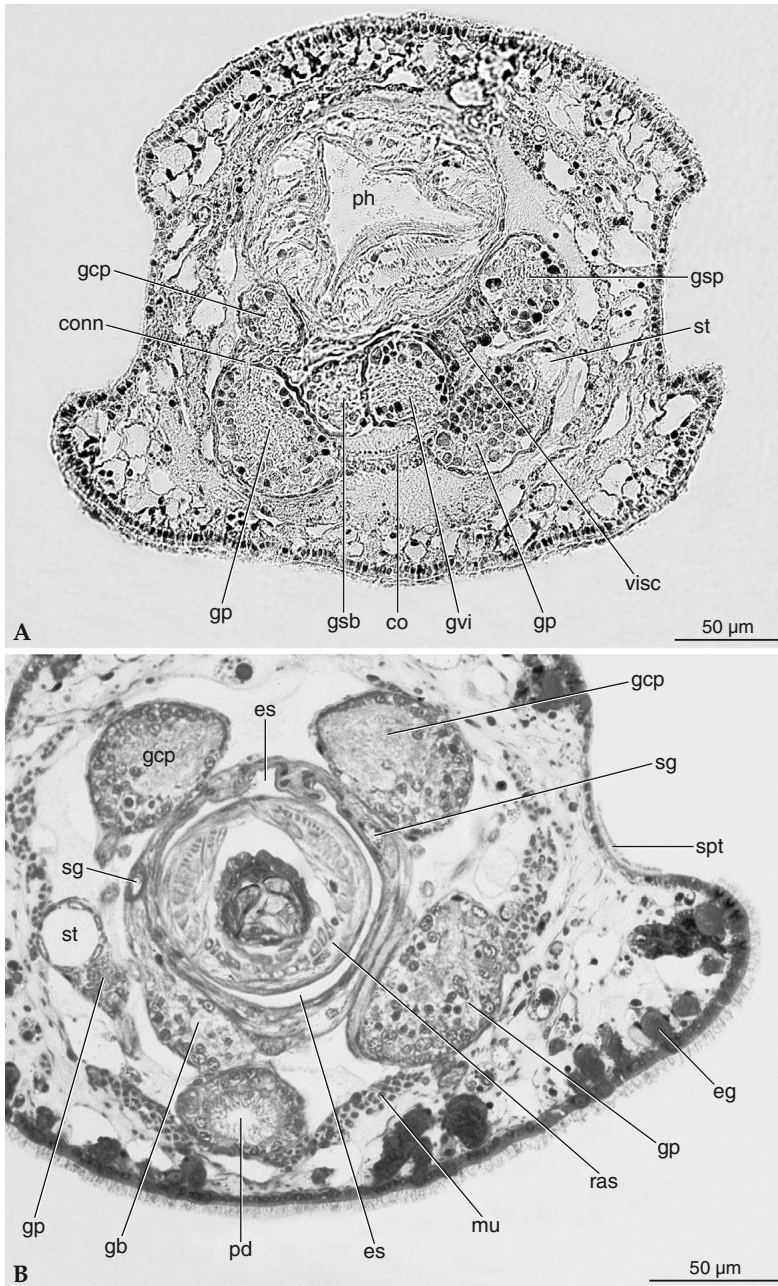 ph
gcp
gsp
conn
st
visc
gp
gsb
co
gvi
gp
A
50 µm
gcp
es
gcp
sg
spt
sg
st
eg
gp
ras
gp
gb
pd
es
mu
B
50 µm